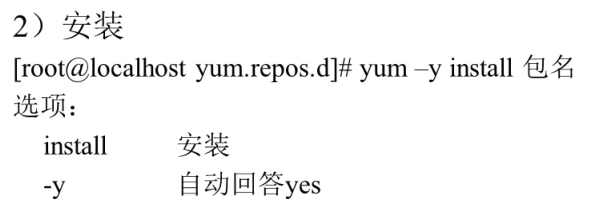 2）安装
[root@localhost yum.repos.d]# yum –y install 包名
选项：
install 安装
-y 自动回答yes